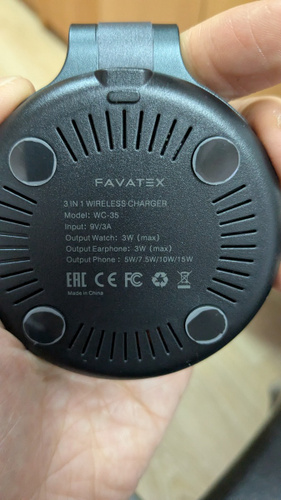 FAVATEX
3 IN 1 WIRELESS CHARGER
Model: WC-35
Input: 9V/3A
Output Watch: 3W (max)
Output Earphone: 3W (max)
Output Phone : 5W/7.5W/10W/15W
EAC CE FC
Made in China